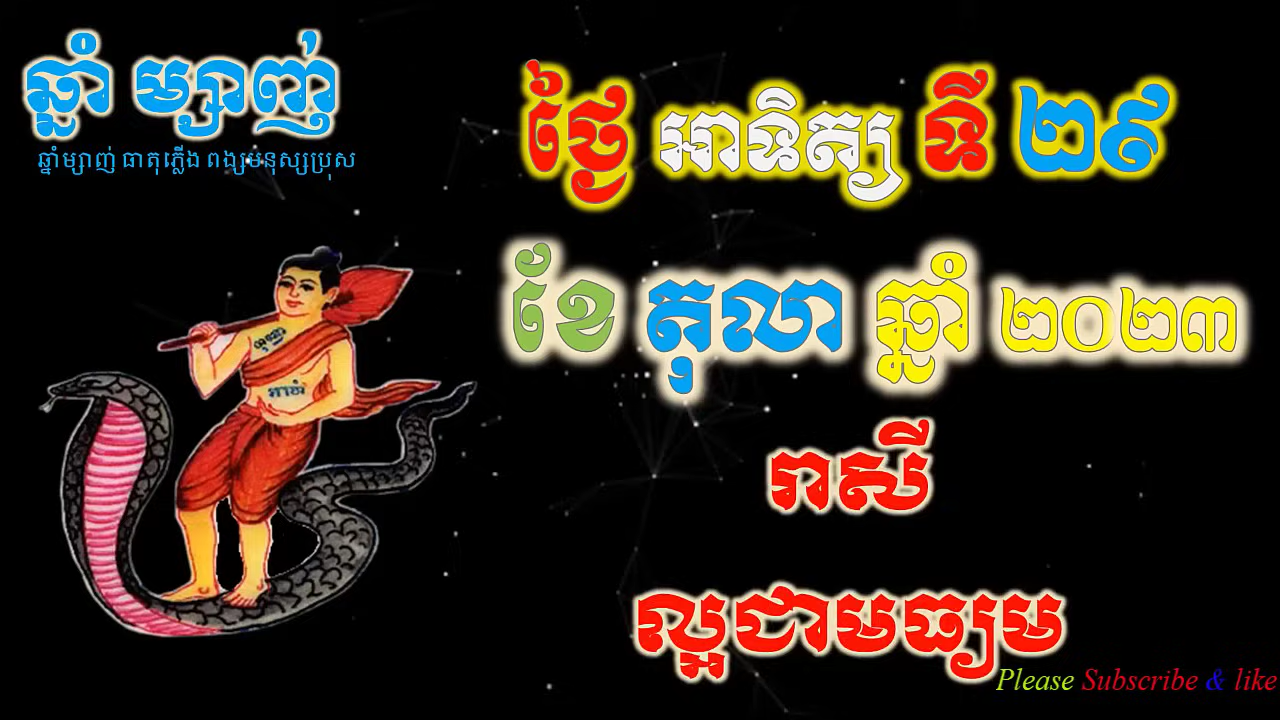 ឆ្នាំ ម្សាញ់
ឆ្នាំម្សាញ់ ធាតុភ្លើង ពង្សមនុស្សប្រុស
ថ្ងៃ អាទិត្យ ទី ២៩
ខែ តុលា ឆ្នាំ ២០២៣
រាសី
ល្អជាមធ្យម
Please Subscribe & like